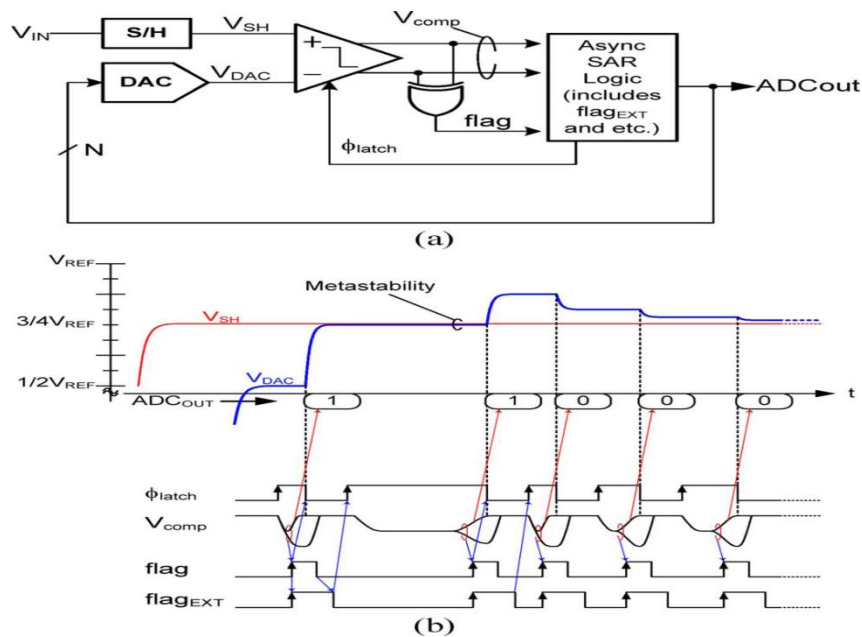 V_IN S/H V_SH V_comp
DAC V_DAC
+
−
Async
SAR
Logic
(includes
flag_EXT
and etc.)
ADCout
flag
N ϕ_latch
(a)
V_REF
Metastability
3/4V_REF V_SH
1/2V_REF V_DAC
ADC_OUT 1 1 0 0 0 t
ϕ_latch
V_comp
flag
flag_EXT
(b)